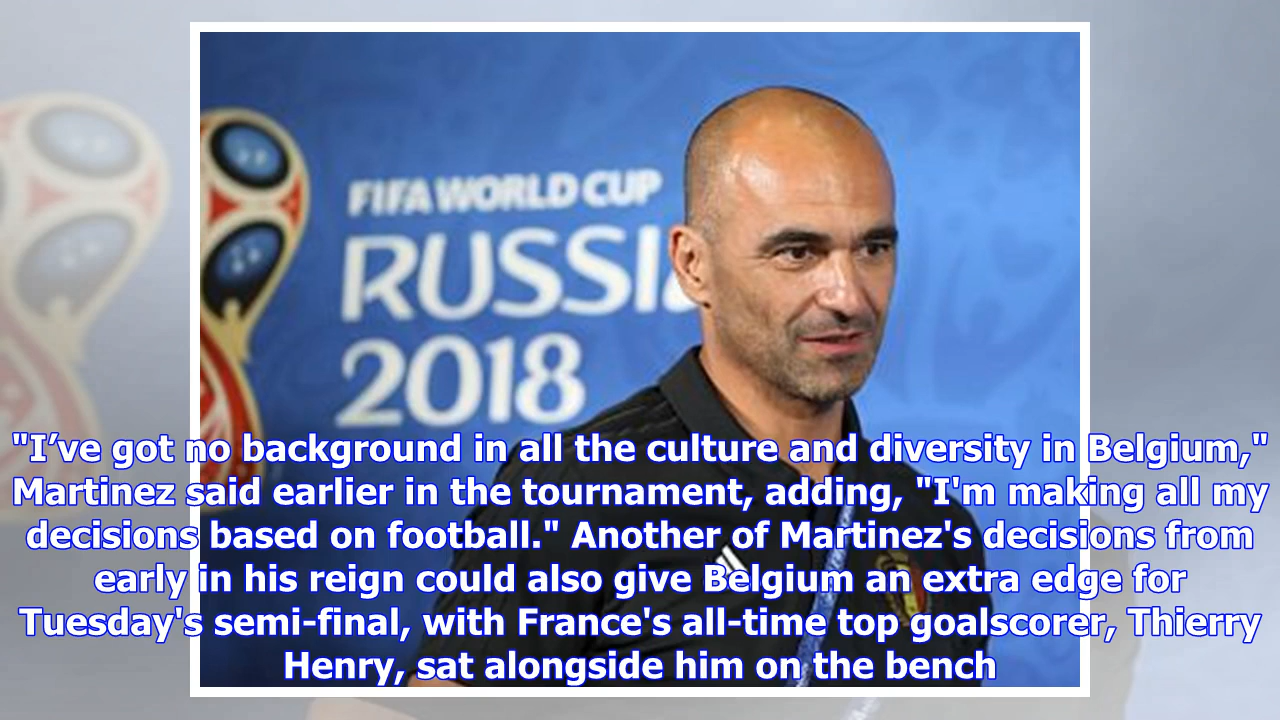 FIFA WORLD CUP
RUSSIA
2018
"I’ve got no background in all the culture and diversity in Belgium,"
Martinez said earlier in the tournament, adding, "I'm making all my
decisions based on football." Another of Martinez's decisions from
early in his reign could also give Belgium an extra edge for
Tuesday's semi-final, with France's all-time top goalscorer, Thierry
Henry, sat alongside him on the bench